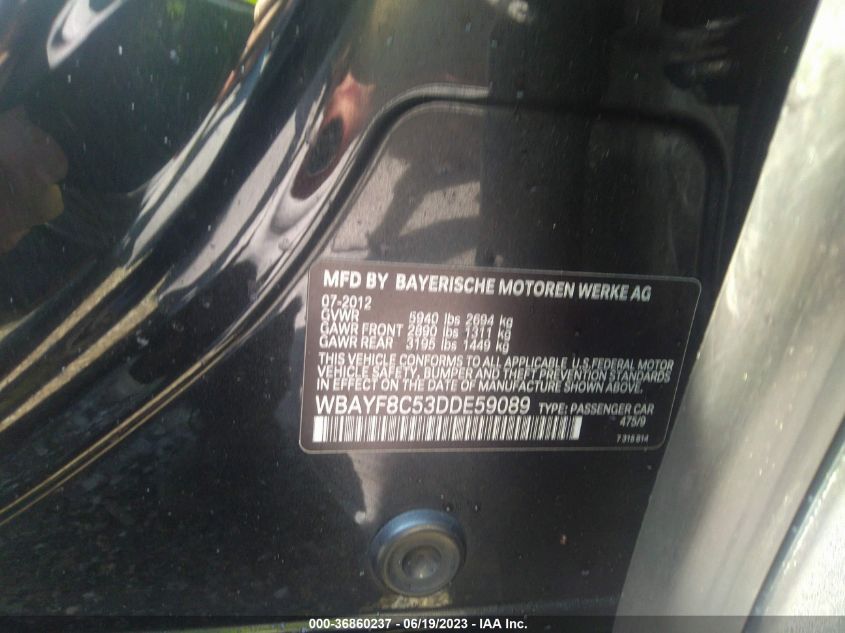 MFD BY BAYERISCHE MOTOREN WERKE AG
07-2012
GVWR 5940 lbs 2694 kg
GAWR FRONT 2890 lbs 1311 kg
GAWR REAR 3195 lbs 1449 kg
THIS VEHICLE CONFORMS TO ALL APPLICABLE U.S. FEDERAL MOTOR
VEHICLE SAFETY, BUMPER AND THEFT PREVENTION STANDARDS
IN EFFECT ON THE DATE OF MANUFACTURE SHOWN ABOVE.
WBAYF8C53DDE59089 TYPE: PASSENGER CAR
475/9
7 315 814
000-36860237 - 06/19/2023 - IAA Inc.